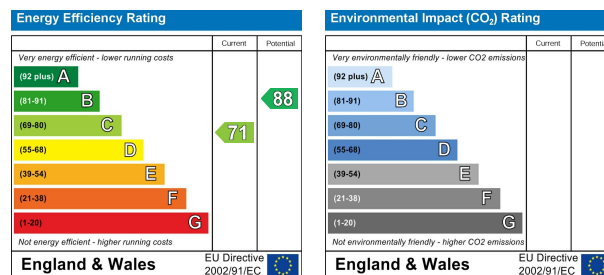 Energy Efficiency Rating
Current Potential
Very energy efficient - lower running costs
(92 plus) A
(81-91) B
(69-80) C
(55-68) D
(39-54) E
(21-38) F
(1-20) G
88
71
Not energy efficient - higher running costs
England & Wales
EU Directive
2002/91/EC
Environmental Impact (CO₂) Rating
Current Potential
Very environmentally friendly - lower CO2 emissions
(92 plus) A
(81-91) B
(69-80) C
(55-68) D
(39-54) E
(21-38) F
(1-20) G
Not environmentally friendly - higher CO2 emissions
England & Wales
EU Directive
2002/91/EC